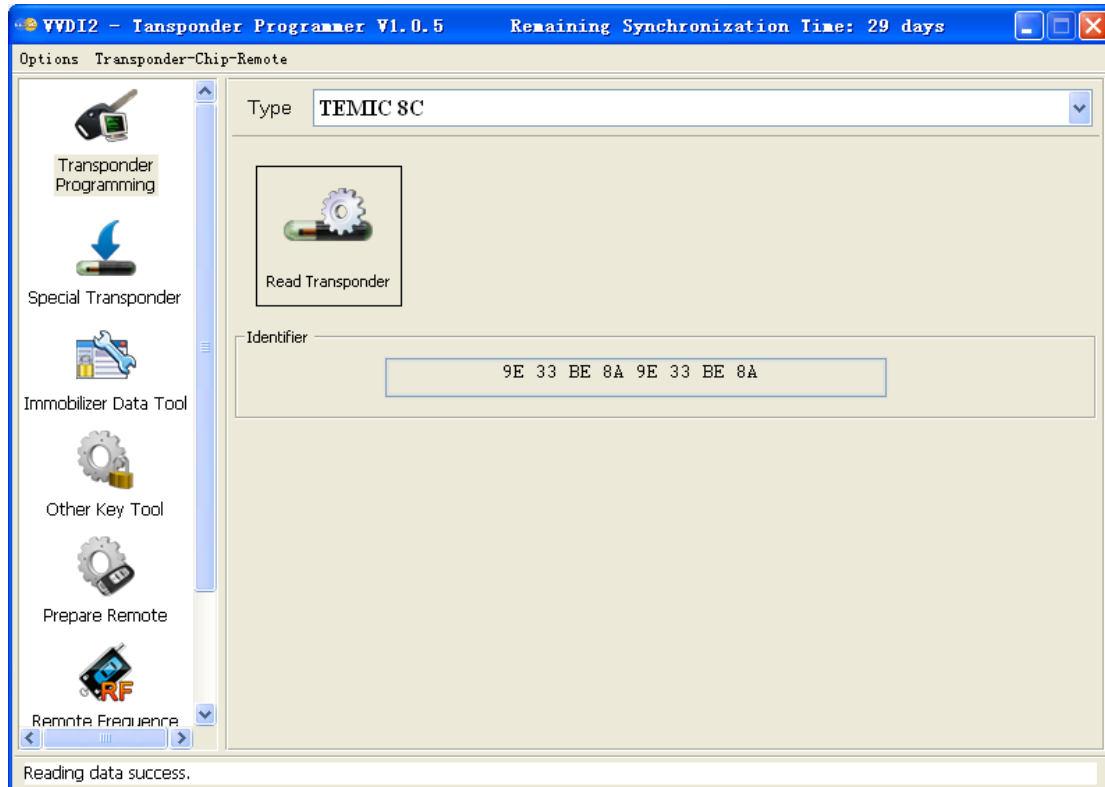 VVDI2 - Tansponder Programmer V1.0.5 Remaining Synchronization Time: 29 days
Options Transponder-Chip-Remote
Transponder
Programming
Special Transponder
Immobilizer Data Tool
Other Key Tool
Prepare Remote
RF
Remote Frequence
Type TEMIC 8C
Read Transponder
Identifier
9E 33 BE 8A 9E 33 BE 8A
Reading data success.